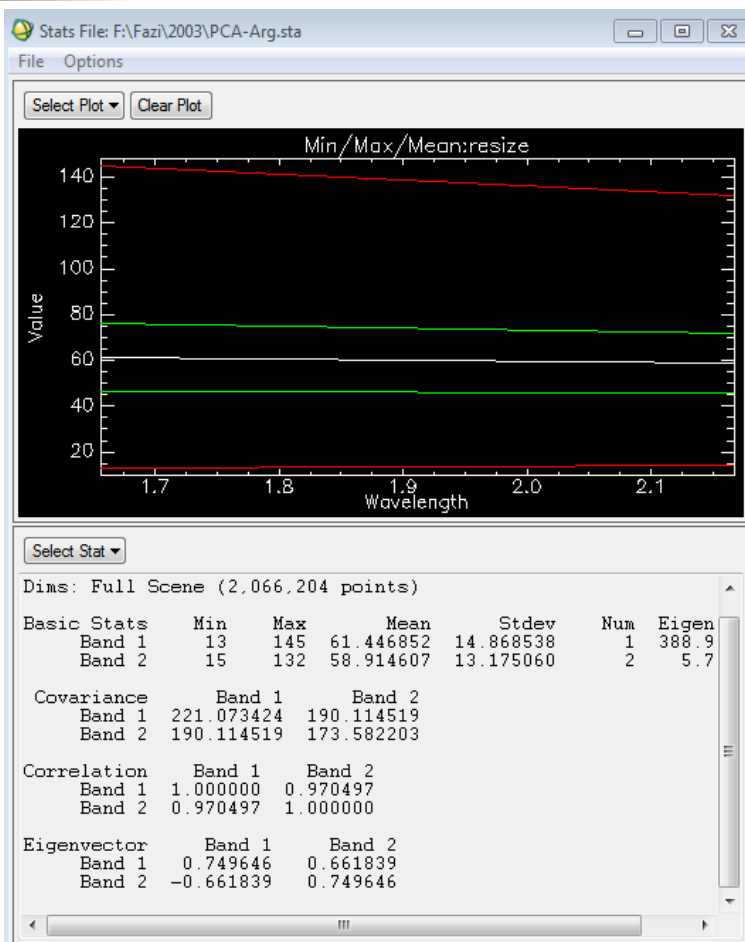 Stats File: F:\Fazi\2003\PCA-Arg.sta
File Options
Select Plot Clear Plot
Min/Max/Mean:resize
140
120
100
80
60
40
20
Value
1.7 1.8 1.9 2.0 2.1
Wavelength
Select Stat
Dims: Full Scene (2,066,204 points)
Basic Stats Min Max Mean Stdev Num Eigen
Band 1 13 145 61.446852 14.868538 1 388.9
Band 2 15 132 58.914607 13.175060 2 5.7
Covariance Band 1 Band 2
Band 1 221.073424 190.114519
Band 2 190.114519 173.582203
Correlation Band 1 Band 2
Band 1 1.000000 0.970497
Band 2 0.970497 1.000000
Eigenvector Band 1 Band 2
Band 1 0.749646 0.661839
Band 2 −0.661839 0.749646